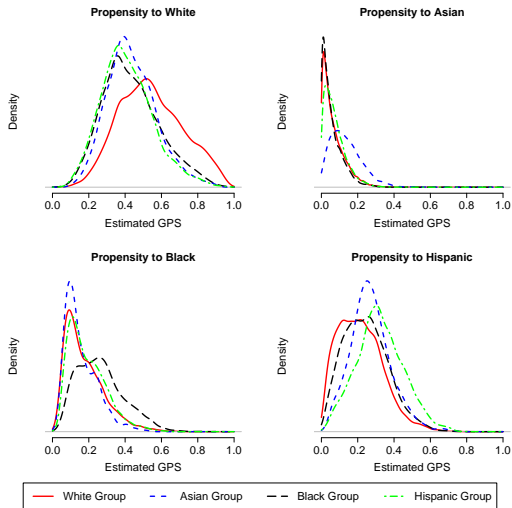 Propensity to White
Density
0.0 0.2 0.4 0.6 0.8 1.0
Estimated GPS
Propensity to Asian
Density
0.0 0.2 0.4 0.6 0.8 1.0
Estimated GPS
Propensity to Black
Density
0.0 0.2 0.4 0.6 0.8 1.0
Estimated GPS
Propensity to Hispanic
Density
0.0 0.2 0.4 0.6 0.8 1.0
Estimated GPS
White Group Asian Group Black Group Hispanic Group